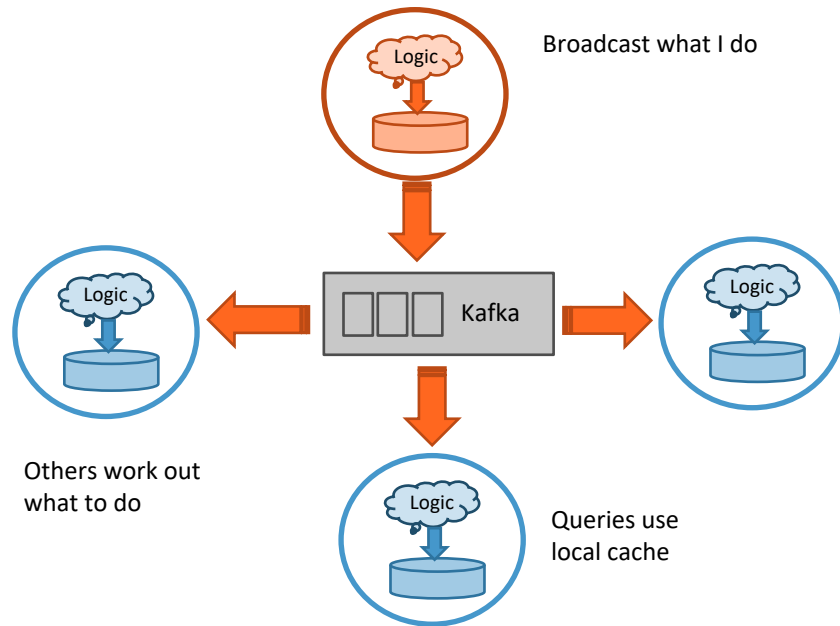 Logic
Broadcast what I do
Logic
Kafka
Logic
Others work out
what to do
Logic
Queries use
local cache